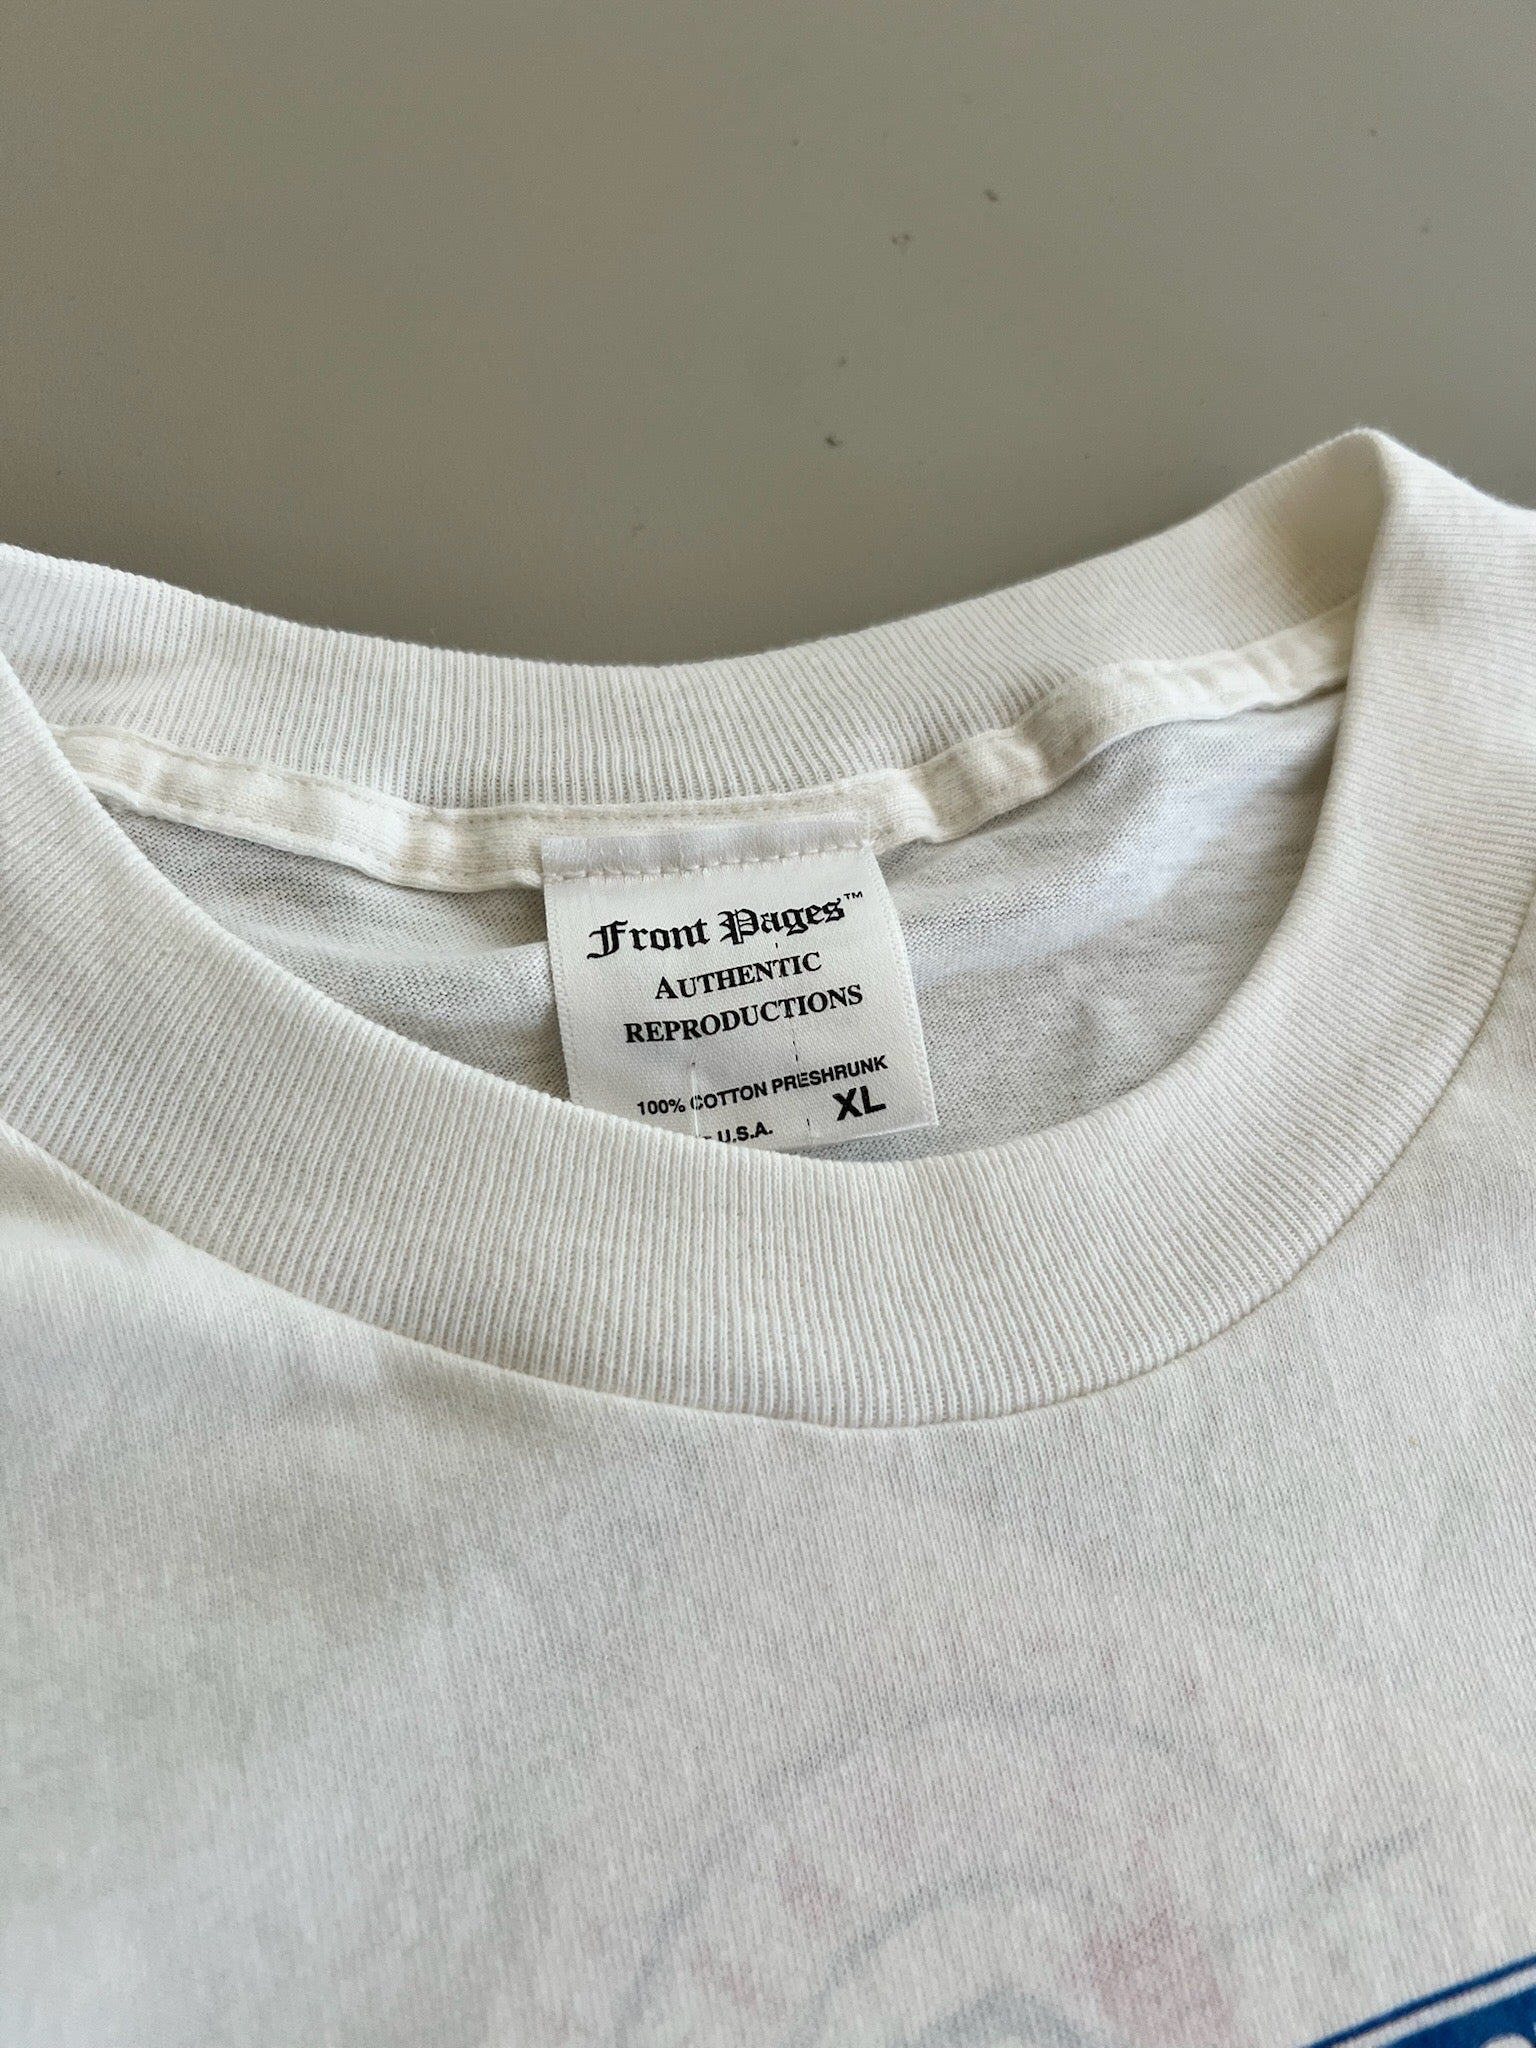 Front Pages™
AUTHENTIC
REPRODUCTIONS
100% COTTON PRESHRUNK
XL
U.S.A.